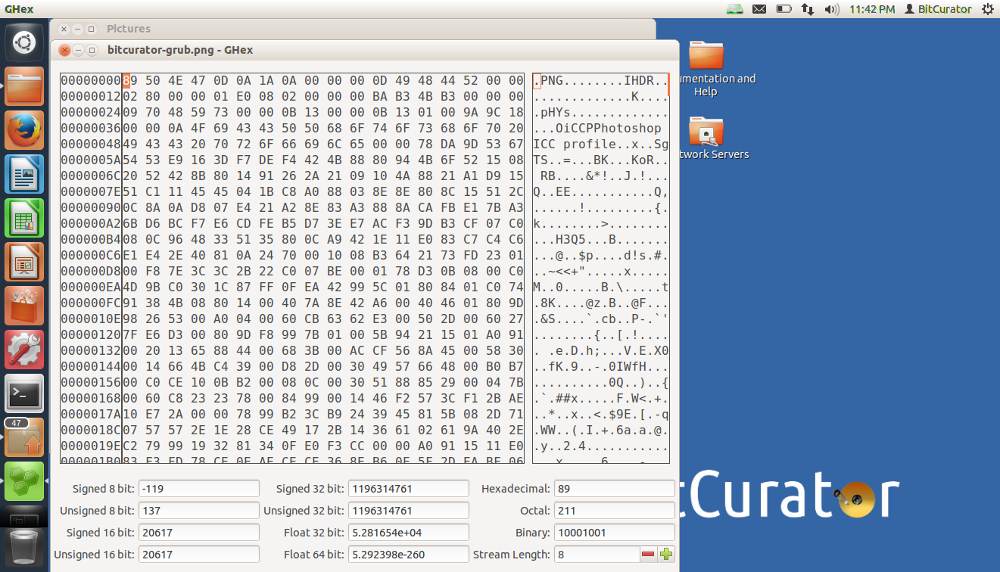 GHex
11:42 PM
BitCurator
Pictures
bitcurator-grub.png - GHex
00000000 89 50 4E 47 0D 0A 1A 0A 00 00 00 0D 49 48 44 52 00 00 .PNG........IHDR..
00000012 02 80 00 00 01 E0 08 02 00 00 00 BA B3 4B B3 00 00 00 .............K....
00000024 09 70 48 59 73 00 00 0B 13 00 00 0B 13 01 00 9A 9C 18 .pHYs.............
00000036 00 00 0A 4F 69 43 43 50 50 68 6F 74 6F 73 68 6F 70 20 ...OiCCPPhotoshop
00000048 49 43 43 20 70 72 6F 66 69 6C 65 00 00 78 DA 9D 53 67 ICC profile..x..Sg
0000005A 54 53 E9 16 3D F7 DE F4 42 4B 88 80 94 4B 6F 52 15 08 TS..=...BK...KoR..
0000006C 20 52 42 8B 80 14 91 26 2A 21 09 10 4A 88 21 A1 D9 15 RB....&*!..J.!...
0000007E 51 C1 11 45 45 04 1B C8 A0 88 03 8E 8E 80 8C 15 51 2C Q..EE...........Q,
00000090 0C 8A 0A D8 07 E4 21 A2 8E 83 A3 88 8A CA FB E1 7B A3 ......!.........{.
000000A2 6B D6 BC F7 E6 CD FE B5 D7 3E E7 AC F3 9D B3 CF 07 C0 k........>........
000000B4 08 0C 96 48 33 51 35 80 0C A9 42 1E 11 E0 83 C7 C4 C6 ...H3Q5...B.......
000000C6 E1 E4 2E 40 81 0A 24 70 00 10 08 B3 64 21 73 FD 23 01 ...@..$p....d!s.#.
000000D8 00 F8 7E 3C 3C 2B 22 C0 07 BE 00 01 78 D3 0B 08 00 C0 ..~<<+".....x.....
000000EA 4D 9B C0 30 1C 87 FF 0F EA 42 99 5C 01 80 84 01 C0 74 M..0.....B.\.....t
000000FC 91 38 4B 08 80 14 00 40 7A 8E 42 A6 00 40 46 01 80 9D .8K....@z.B..@F...
0000010E 98 26 53 00 A0 04 00 60 CB 63 62 E3 00 50 2D 00 60 27 .&S....`.cb..P-.`'
00000120 7F E6 D3 00 80 9D F8 99 7B 01 00 5B 94 21 15 01 A0 91 ........{..[.!....
00000132 00 20 13 65 88 44 00 68 3B 00 AC CF 56 8A 45 00 58 30 . .e.D.h;...V.E.X0
00000144 00 14 66 4B C4 39 00 D8 2D 00 30 49 57 66 48 00 B0 B7 ..fK.9..-.0IWfH...
00000156 00 C0 CE 10 0B B2 00 08 0C 00 30 51 88 85 29 00 04 7B ..........0Q..)..{
00000168 00 60 C8 23 23 78 00 84 99 00 14 46 F2 57 3C F1 2B AE .`.##x.....F.W<.+.
0000017A 10 E7 2A 00 00 78 99 B2 3C B9 24 39 45 81 5B 08 2D 71 ..*..x..<.$9E.[.-q
0000018C 07 57 57 2E 1E 28 CE 49 17 2B 14 36 61 02 61 9A 40 2E .WW..(.I.+.6a.a.@.
0000019E C2 79 99 19 32 81 34 0F E0 F3 CC 00 00 A0 91 15 11 E0 .y..2.4...........
Signed 8 bit: -119 Signed 32 bit: 1196314761 Hexadecimal: 89
Unsigned 8 bit: 137 Unsigned 32 bit: 1196314761 Octal: 211
Signed 16 bit: 20617 Float 32 bit: 5.281654e+04 Binary: 10001001
Unsigned 16 bit: 20617 Float 64 bit: 5.292398e-260 Stream Length: 8
47
umentation and
Help
twork Servers
tCurator